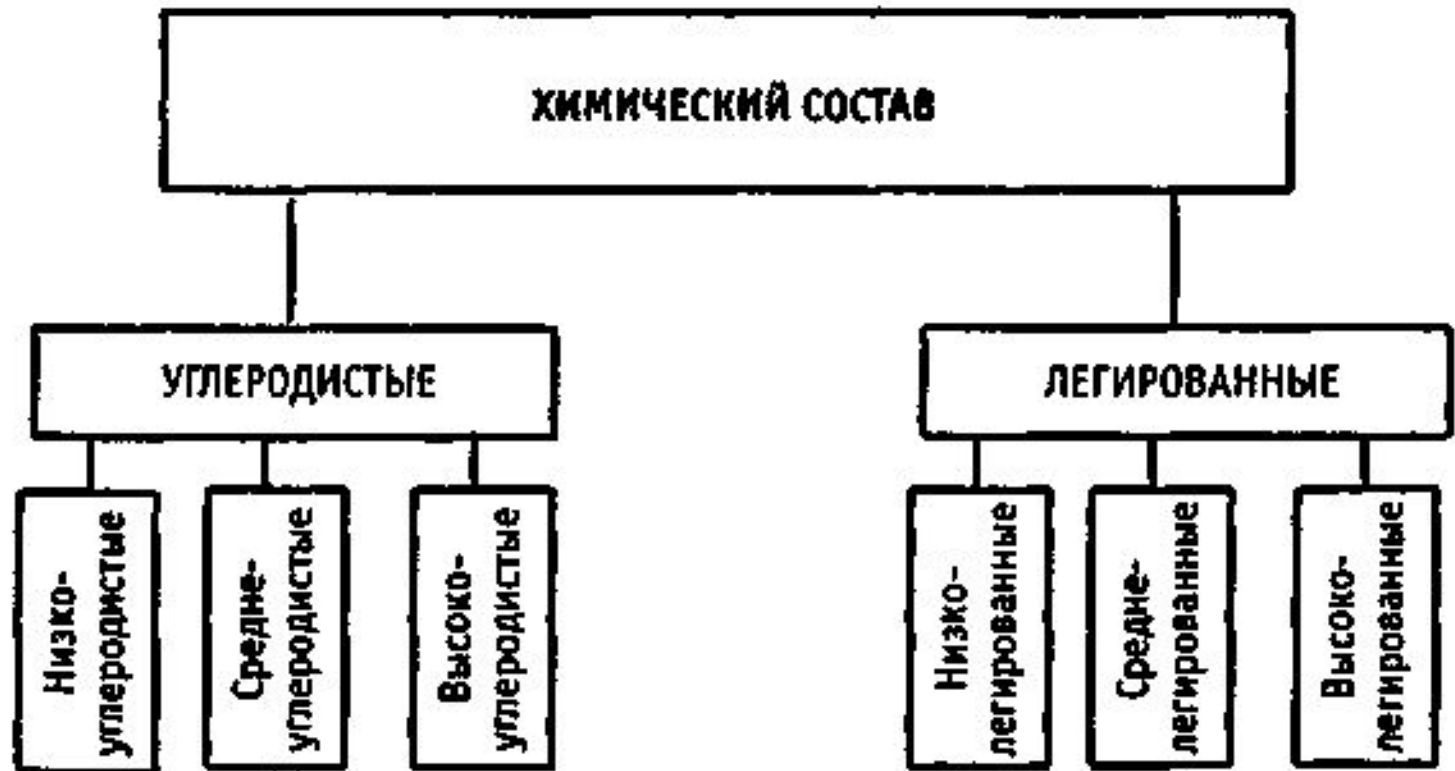 ХИМИЧЕСКИЙ СОСТАВ
УГЛЕРОДИСТЫЕ
ЛЕГИРОВАННЫЕ
Низко-
углеродистые
Средне-
углеродистые
Высоко-
углеродистые
Низко-
легированные
Средне-
легированные
Высоко-
легированные